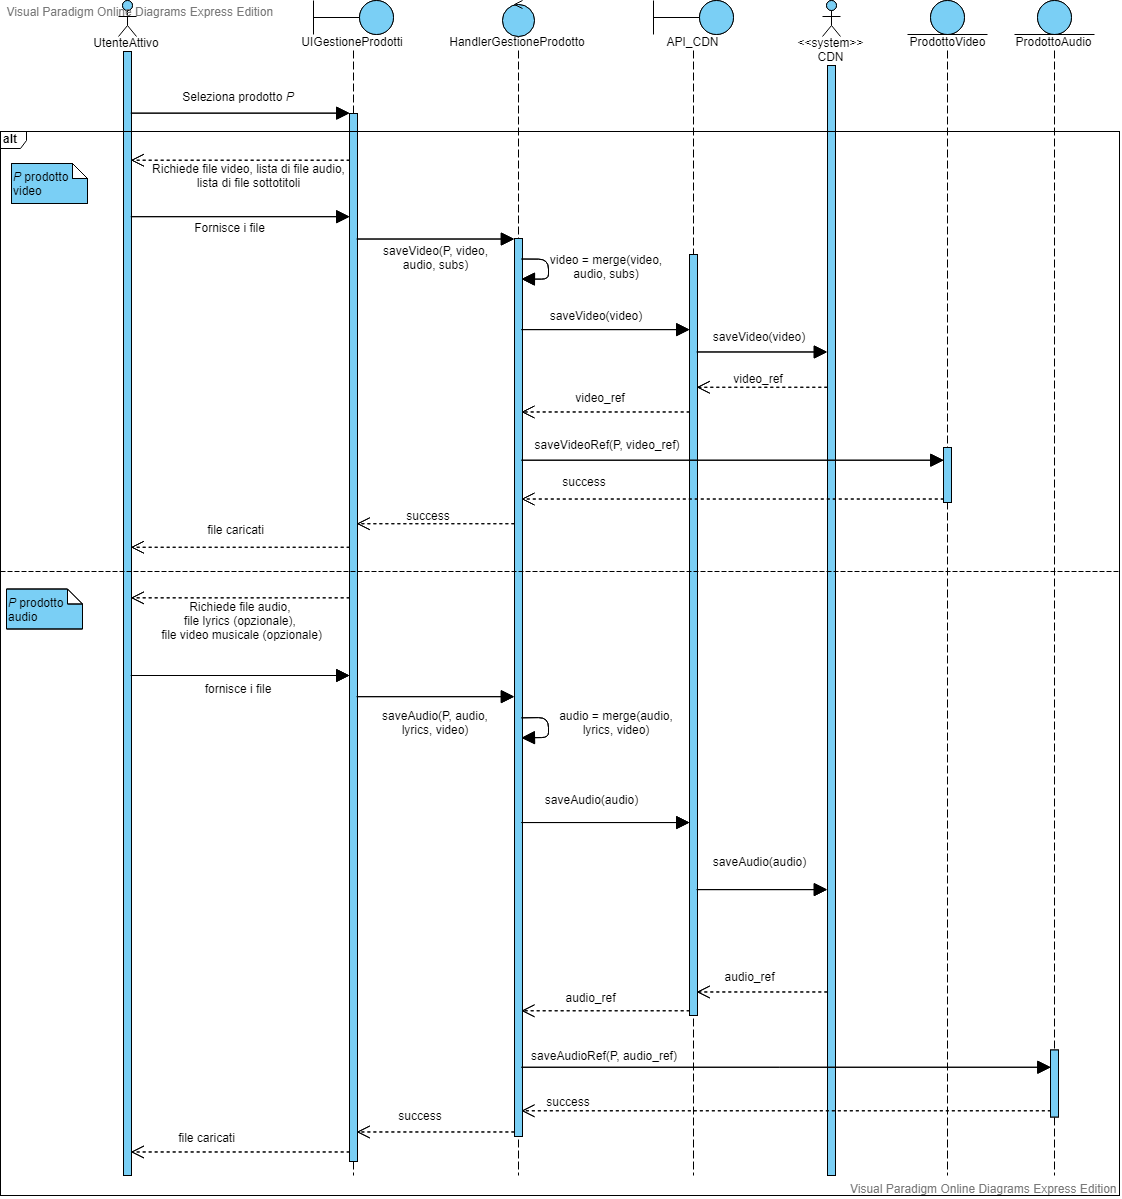 Visual Paradigm Online Diagrams Express Edition
UtenteAttivo
UIGestioneProdotti
HandlerGestioneProdotto
API_CDN
<<system>>
CDN
ProdottoVideo
ProdottoAudio
Seleziona prodotto P
alt
P prodotto
video
Richiede file video, lista di file audio,
lista di file sottotitoli
Fornisce i file
saveVideo(P, video,
audio, subs)
video = merge(video,
audio, subs)
saveVideo(video)
saveVideo(video)
video_ref
video_ref
saveVideoRef(P, video_ref)
success
success
file caricati
P prodotto
audio
Richiede file audio,
file lyrics (opzionale),
file video musicale (opzionale)
fornisce i file
saveAudio(P, audio,
lyrics, video)
audio = merge(audio,
lyrics, video)
saveAudio(audio)
saveAudio(audio)
audio_ref
audio_ref
saveAudioRef(P, audio_ref)
success
success
file caricati
Visual Paradigm Online Diagrams Express Edition